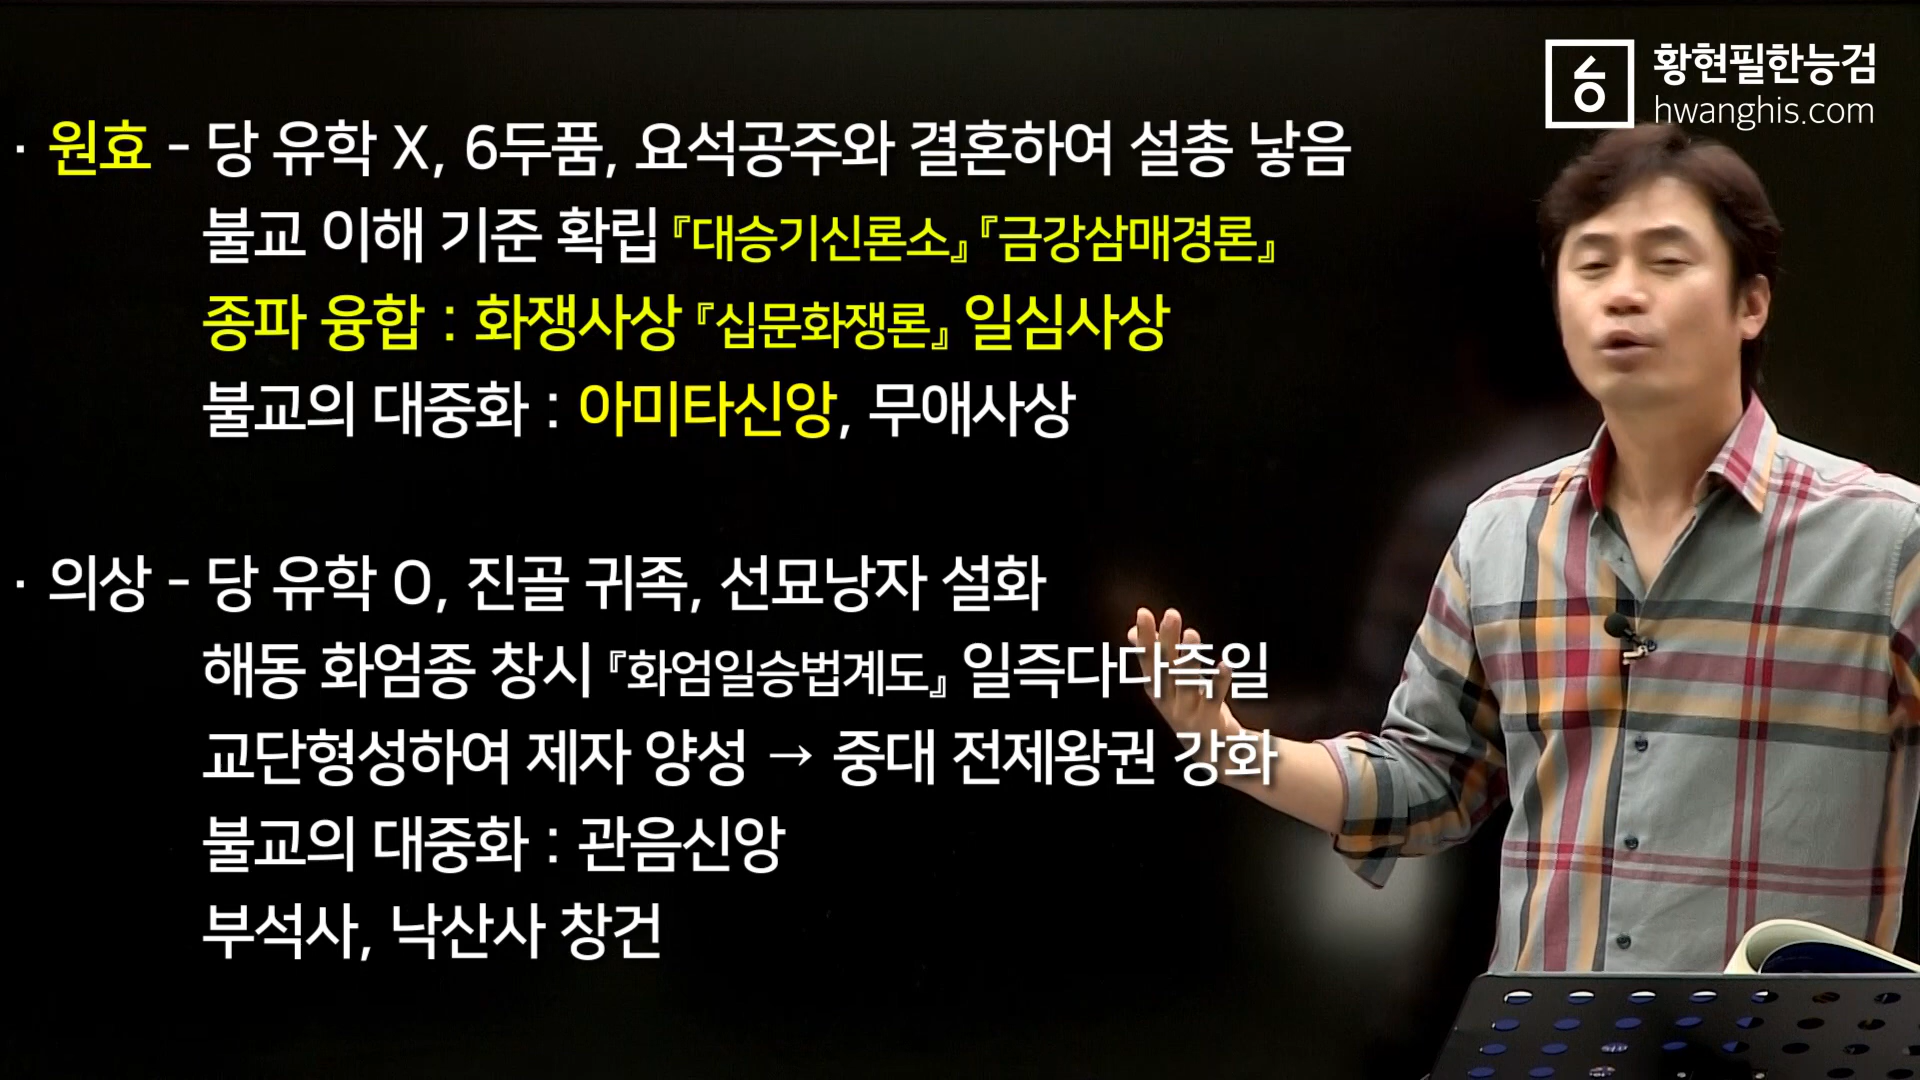 황현필한능검
hwanghis.com
· 원효 - 당 유학 X, 6두품, 요석공주와 결혼하여 설총 낳음
불교 이해 기준 확립 『대승기신론소』 『금강삼매경론』
종파 융합 : 화쟁사상 『십문화쟁론』 일심사상
불교의 대중화 : 아미타신앙, 무애사상
· 의상 - 당 유학 O, 진골 귀족, 선묘낭자 설화
해동 화엄종 창시 『화엄일승법계도』 일즉다다즉일
교단형성하여 제자 양성 → 중대 전제왕권 강화
불교의 대중화 : 관음신앙
부석사, 낙산사 창건